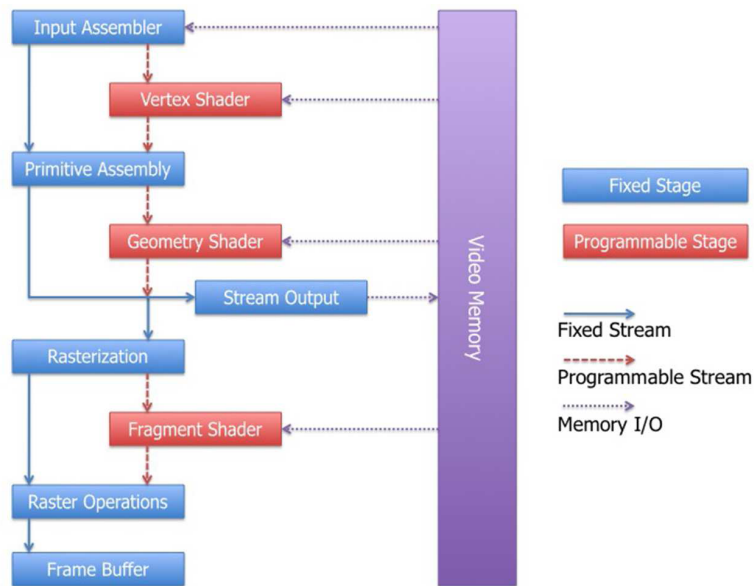 Input Assembler
Vertex Shader
Primitive Assembly
Geometry Shader
Stream Output
Rasterization
Fragment Shader
Raster Operations
Frame Buffer
Video Memory
Fixed Stage
Programmable Stage
Fixed Stream
Programmable Stream
Memory I/O